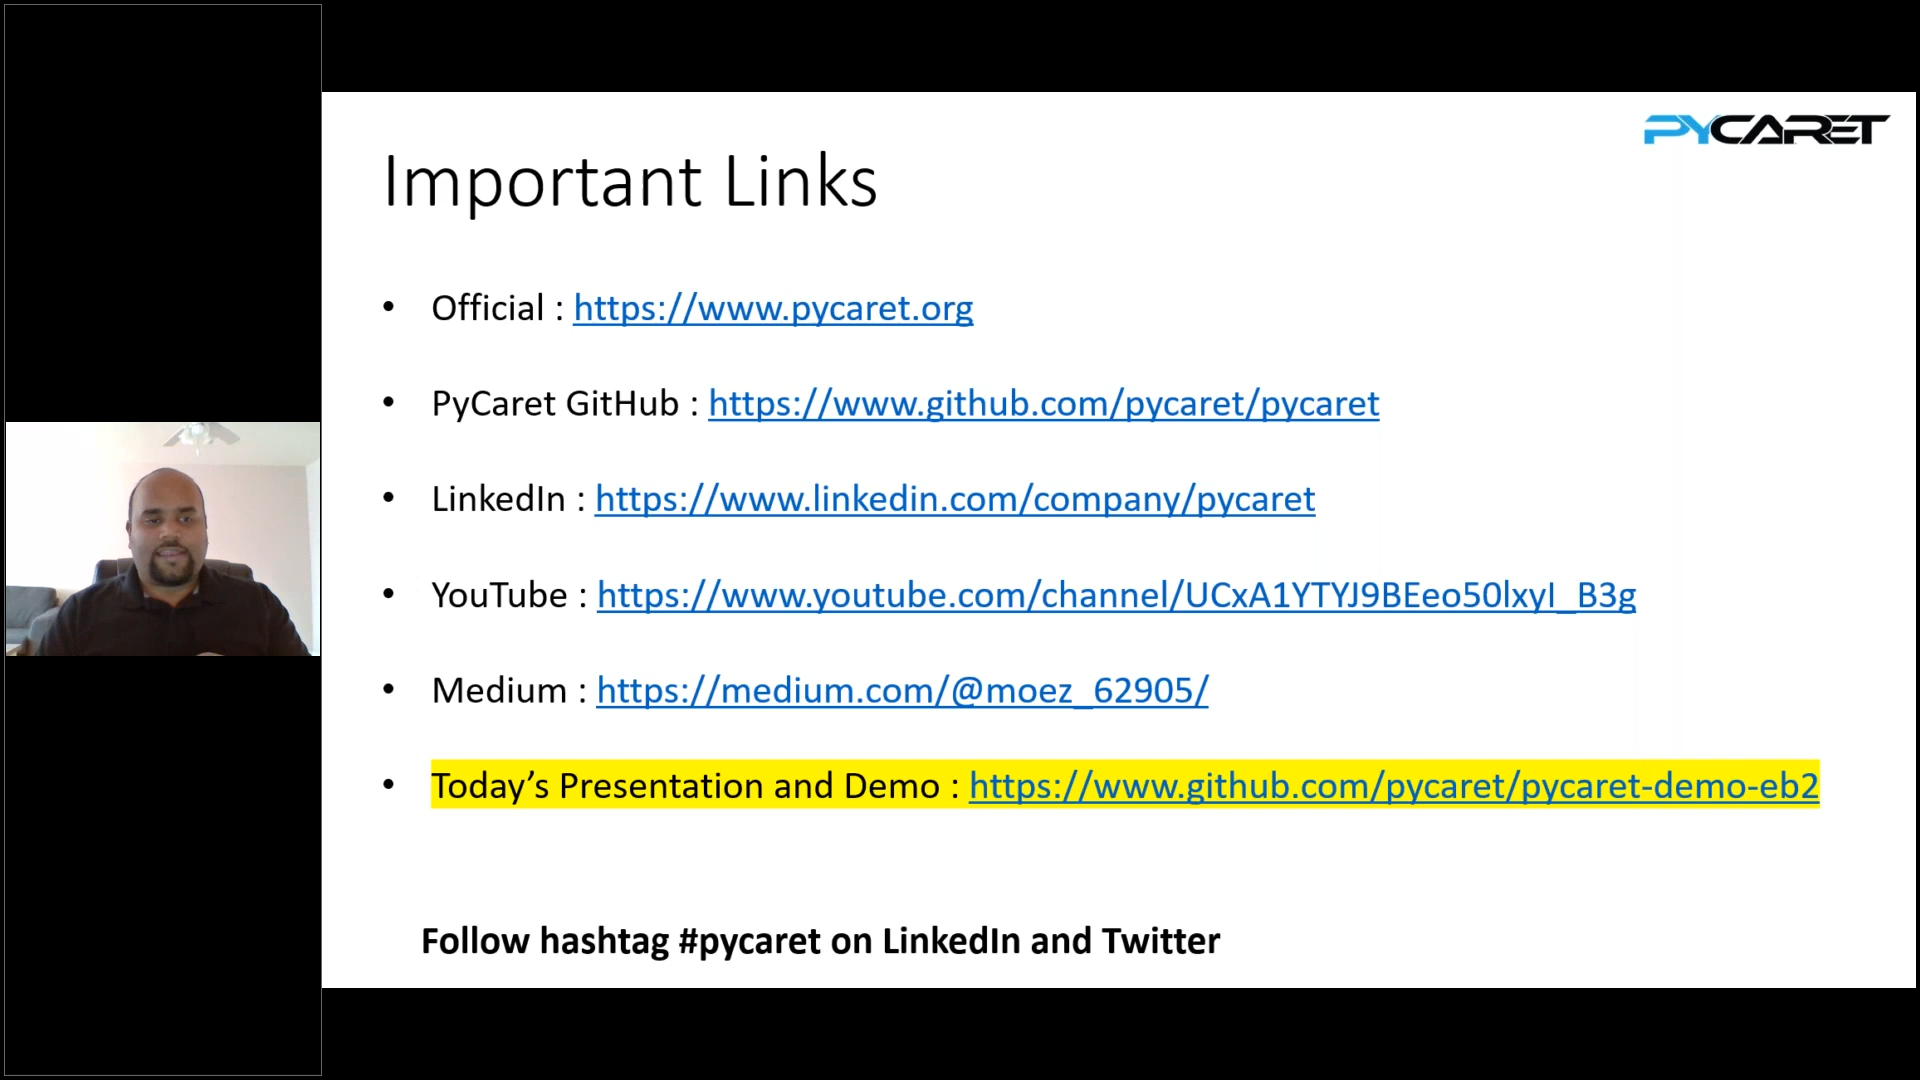 PYCARET
Important Links
• Official : https://www.pycaret.org
• PyCaret GitHub : https://www.github.com/pycaret/pycaret
• LinkedIn : https://www.linkedin.com/company/pycaret
• YouTube : https://www.youtube.com/channel/UCxA1YTYJ9BEeo50lxyI_B3g
• Medium : https://medium.com/@moez_62905/
• Today’s Presentation and Demo : https://www.github.com/pycaret/pycaret-demo-eb2
Follow hashtag #pycaret on LinkedIn and Twitter